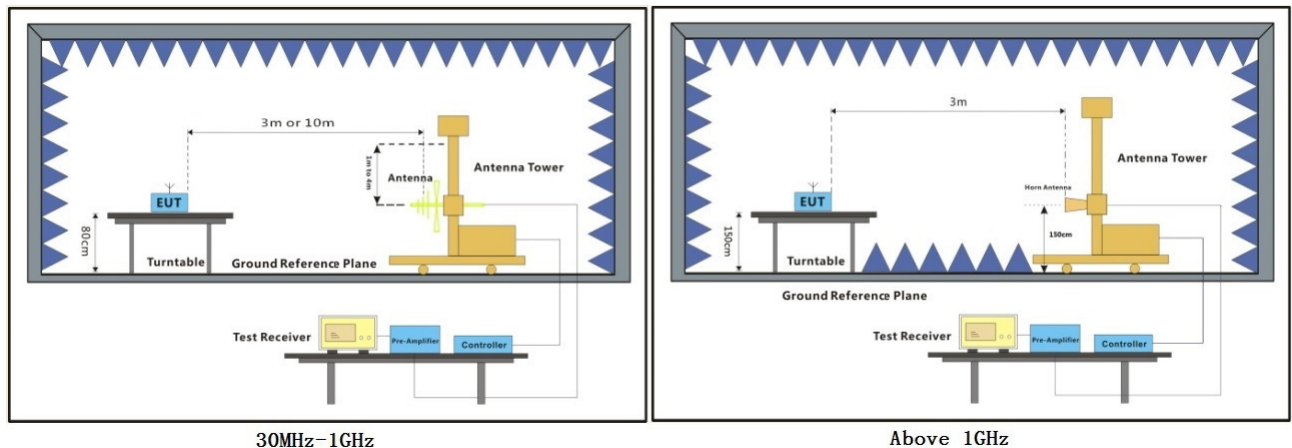 3m or 10m
1m to 4m
Antenna
Antenna Tower
EUT
80cm
Turntable
Ground Reference Plane
Test Receiver
Pre-Amplifier
Controller
30MHz-1GHz
3m
Antenna Tower
Horn Antenna
EUT
150cm
150cm
Turntable
Ground Reference Plane
Test Receiver
Pre-Amplifier
Controller
Above 1GHz